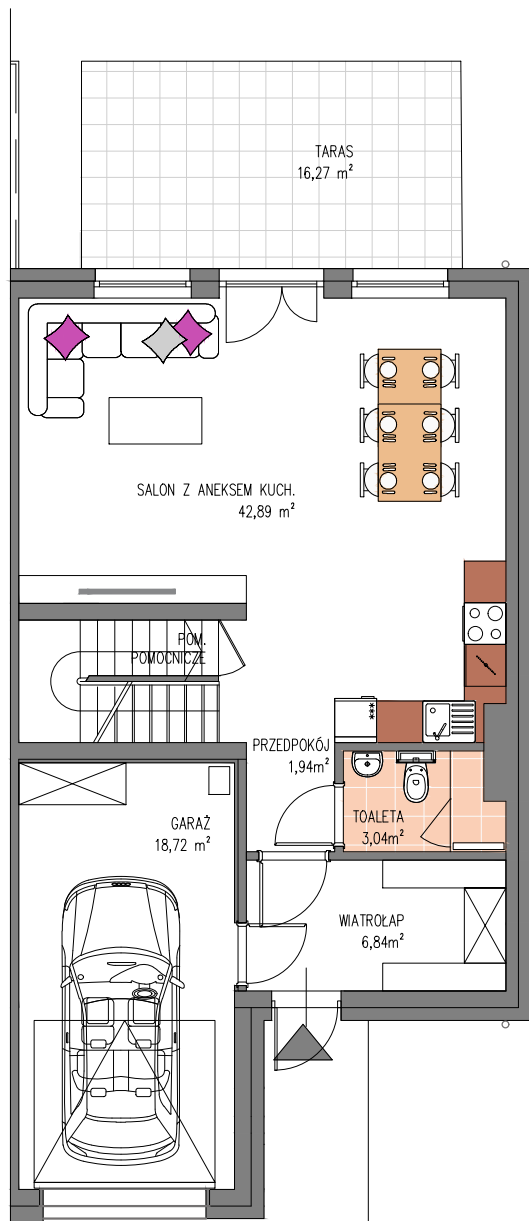 TARAS
16,27 m²
SALON Z ANEKSEM KUCH.
42,89 m²
POM.
POMOCNICZE
PRZEDPOKÓJ
1,94m²
GARAŻ
18,72 m²
TOALETA
3,04m²
WIATROŁAP
6,84m²